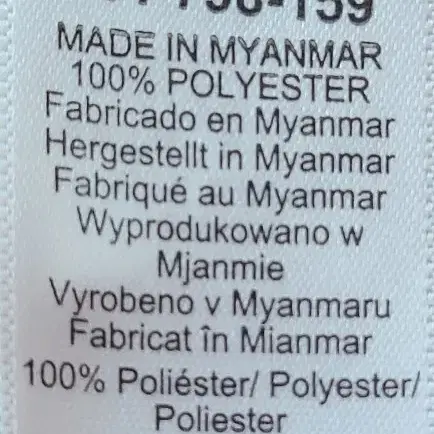 MADE IN MYANMAR
100% POLYESTER
Fabricado en Myanmar
Hergestellt in Myanmar
Fabriqué au Myanmar
Wyprodukowano w
Mjanmie
Vyrobeno v Myanmaru
Fabricat în Mianmar
100% Poliéster/ Polyester/
Poliester